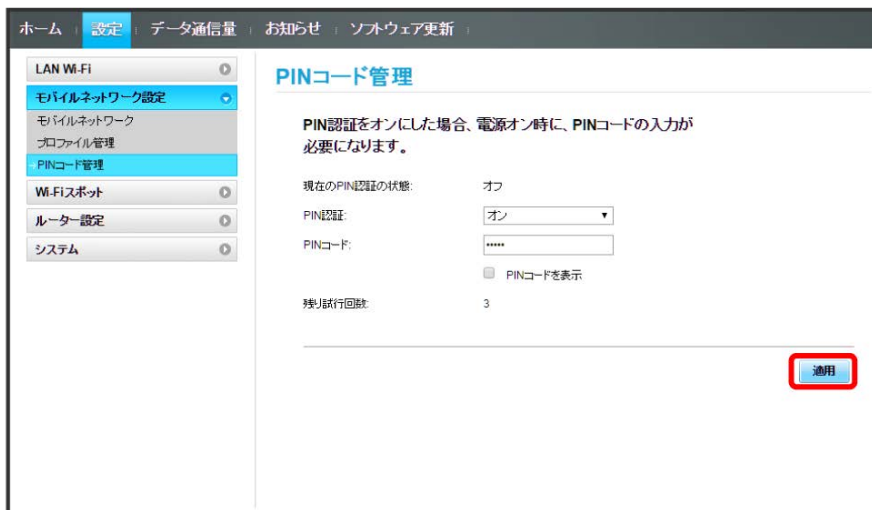 ホーム 設定 データ通信量 お知らせ ソフトウェア更新
LAN Wi-Fi
モバイルネットワーク設定
モバイルネットワーク
プロファイル管理
PINコード管理
Wi-Fiスポット
ルーター設定
システム
PINコード管理
PIN認証をオンにした場合、電源オン時に、PINコードの入力が
必要になります。
現在のPIN認証の状態: オフ
PIN認証: オン
PINコード: •••••
PINコードを表示
残り試行回数: 3
適用